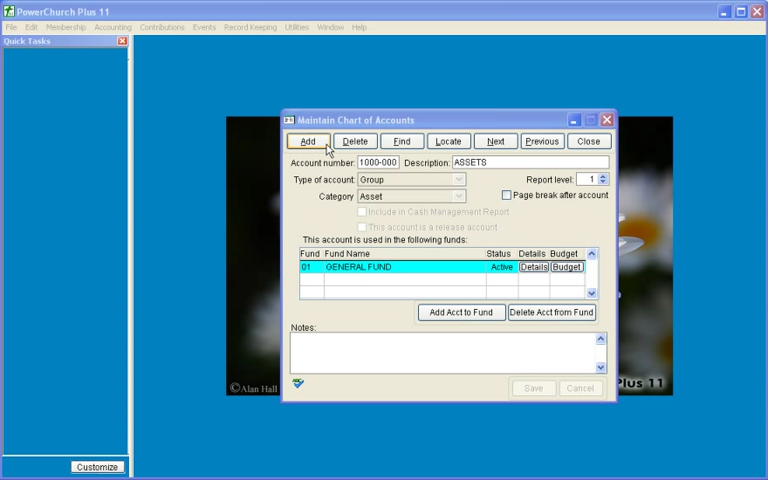 PowerChurch Plus 11
File Edit Membership Accounting Contributions Events Record Keeping Utilities Window Help
Quick Tasks
Maintain Chart of Accounts
Add Delete Find Locate Next Previous Close
Account number: 1000-000 Description: ASSETS
Type of account: Group Report level: 1
Category Asset Page break after account
Include in Cash Management Report
This account is a release account
This account is used in the following funds:
Fund Fund Name Status Details Budget
01 GENERAL FUND Active Details Budget
Add Acct to Fund Delete Acct from Fund
Notes:
©Alan Hall
Plus 11
Save Cancel
Customize